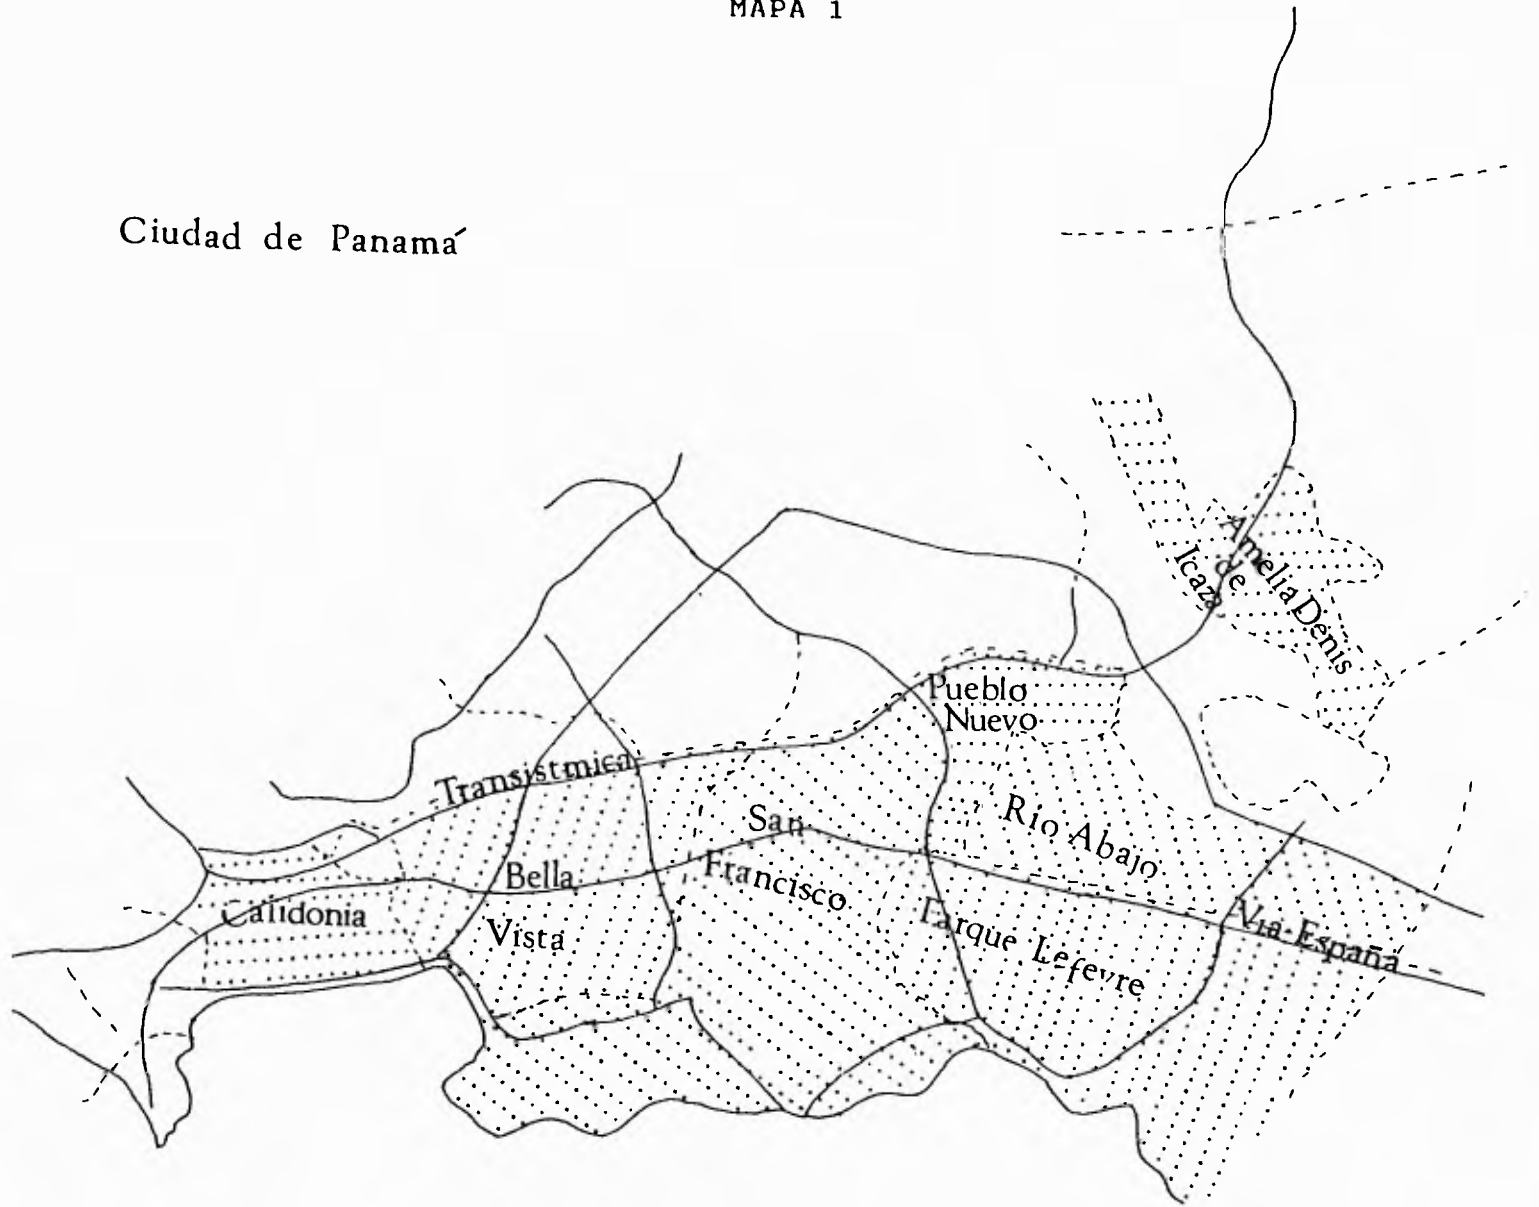 MAPA 1
Ciudad de Panamá
Amelia Denis
de
Icaza
Pueblo
Nuevo
Transistmica
San
Francisco
Río Abajo
Bella
Vista
Calidonia
Parque Lefevre
Vía España